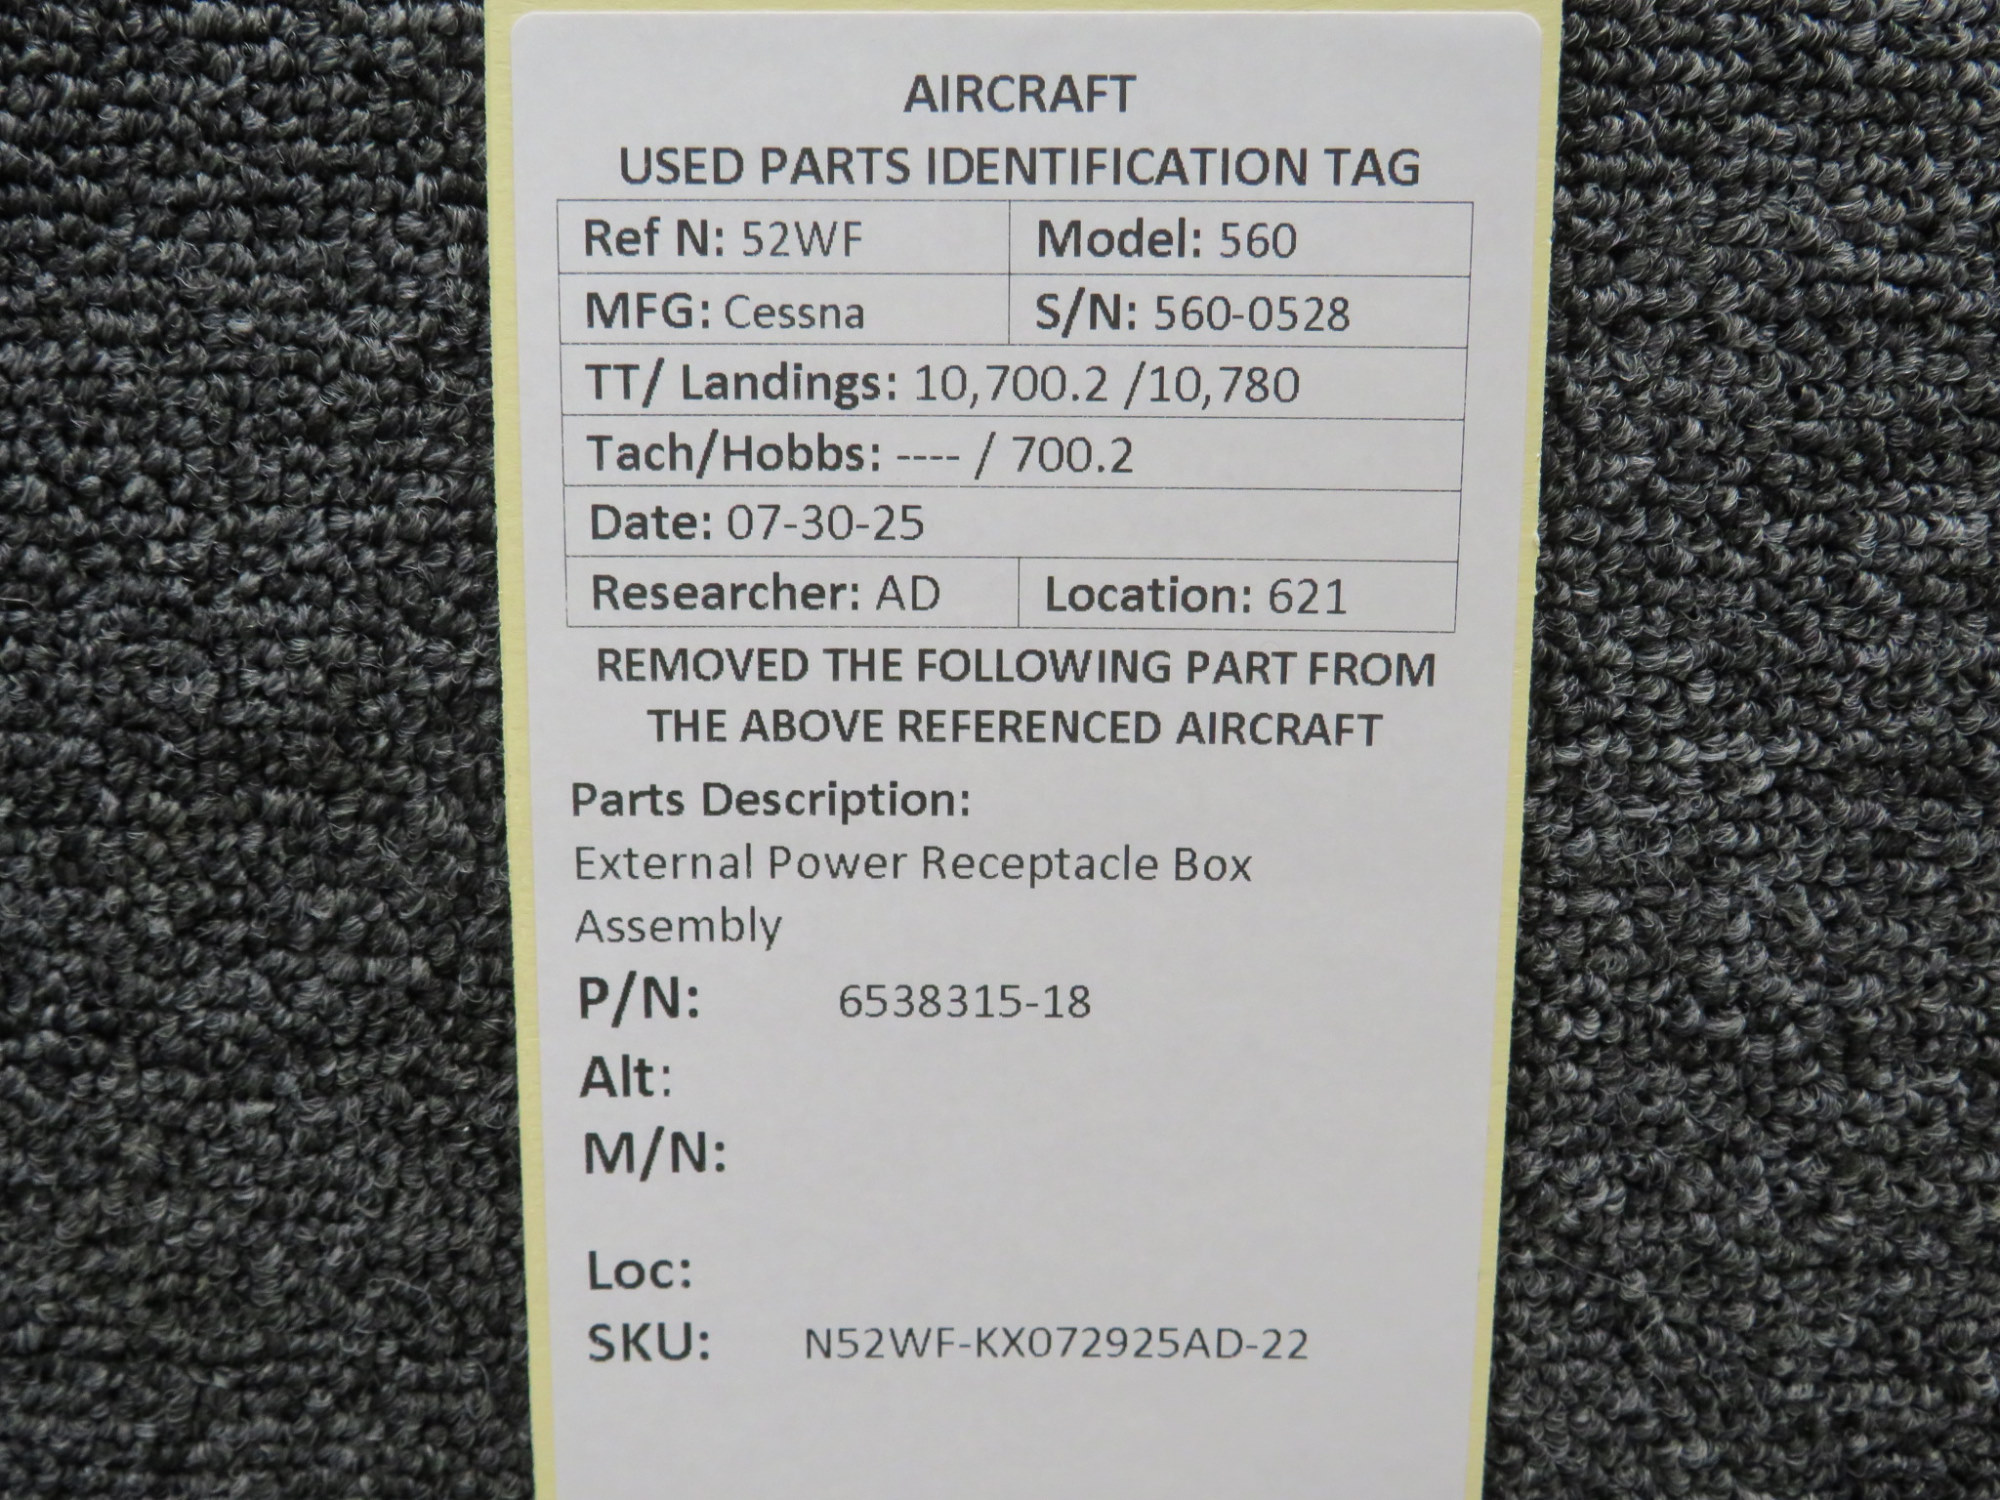 AIRCRAFT
USED PARTS IDENTIFICATION TAG
Ref N: 52WF Model: 560
MFG: Cessna S/N: 560-0528
TT/ Landings: 10,700.2 /10,780
Tach/Hobbs: ---- / 700.2
Date: 07-30-25
Researcher: AD Location: 621
REMOVED THE FOLLOWING PART FROM
THE ABOVE REFERENCED AIRCRAFT
Parts Description:
External Power Receptacle Box
Assembly
P/N: 6538315-18
Alt:
M/N:
Loc:
SKU: N52WF-KX072925AD-22